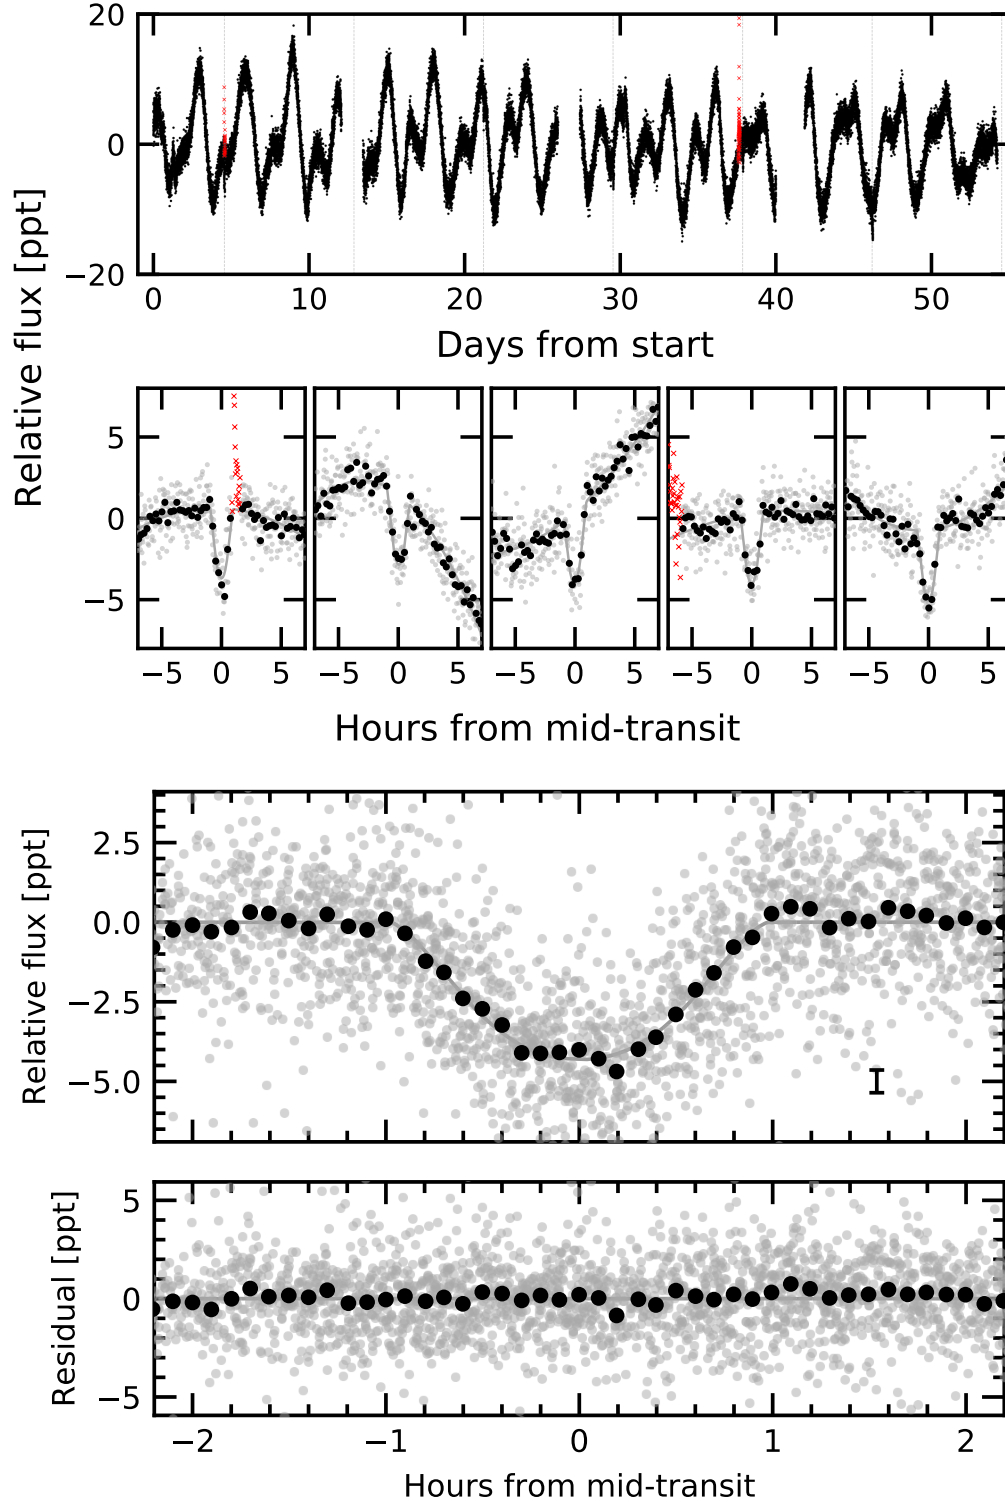 Relative flux [ppt]
20
0
−20
0 10 20 30 40 50
Days from start
5
0
−5
−5 0 5 −5 0 5 −5 0 5 −5 0 5 −5 0 5
Hours from mid-transit
Relative flux [ppt]
2.5
0.0
−2.5
−5.0
Residual [ppt]
5
0
−5
−2 −1 0 1 2
Hours from mid-transit